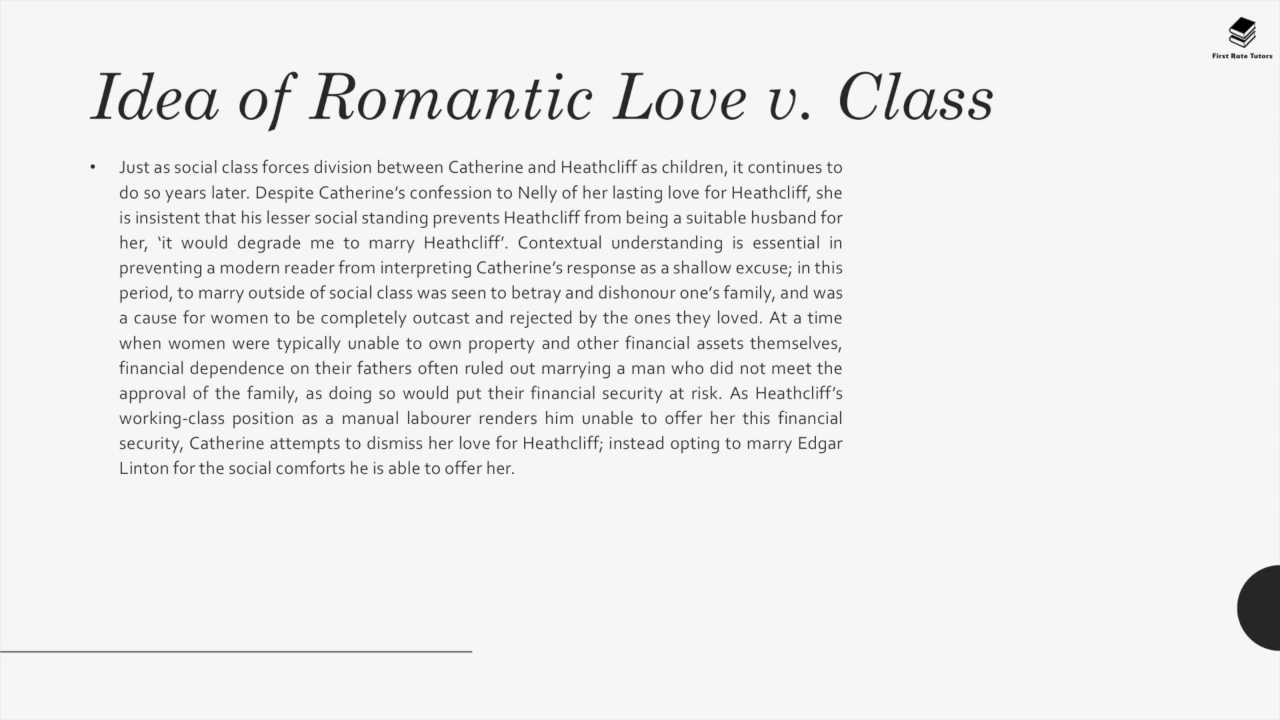 First Rate Tutors
Idea of Romantic Love v. Class
• Just as social class forces division between Catherine and Heathcliff as children, it continues to
do so years later. Despite Catherine’s confession to Nelly of her lasting love for Heathcliff, she
is insistent that his lesser social standing prevents Heathcliff from being a suitable husband for
her, ‘it would degrade me to marry Heathcliff’. Contextual understanding is essential in
preventing a modern reader from interpreting Catherine’s response as a shallow excuse; in this
period, to marry outside of social class was seen to betray and dishonour one’s family, and was
a cause for women to be completely outcast and rejected by the ones they loved. At a time
when women were typically unable to own property and other financial assets themselves,
financial dependence on their fathers often ruled out marrying a man who did not meet the
approval of the family, as doing so would put their financial security at risk. As Heathcliff’s
working-class position as a manual labourer renders him unable to offer her this financial
security, Catherine attempts to dismiss her love for Heathcliff; instead opting to marry Edgar
Linton for the social comforts he is able to offer her.